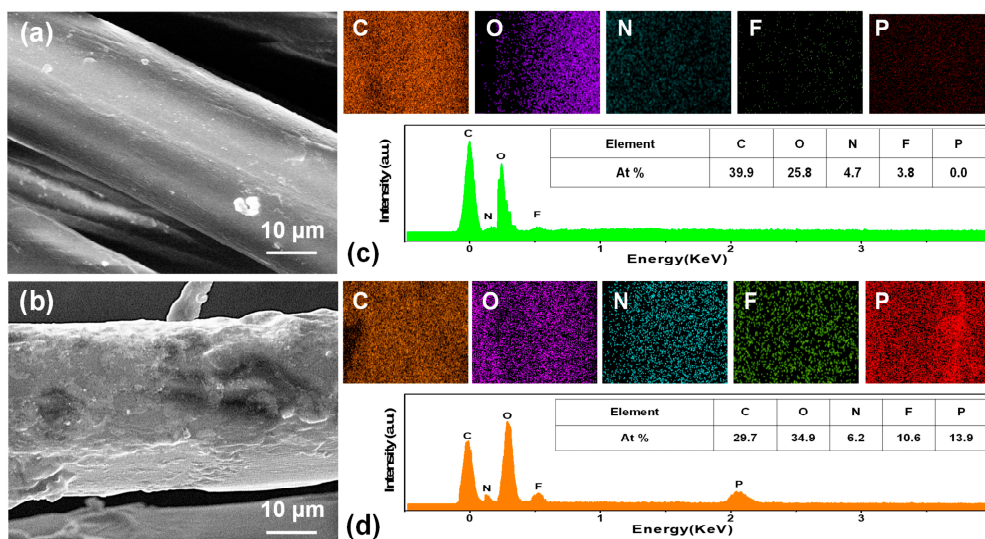 (a)
10 μm
C O N F P
C
O
N
F
Element C O N F P
At % 39.9 25.8 4.7 3.8 0.0
Intensity (a.u.)
0 1 2 3
Energy(KeV)
(c)
(b)
10 μm
C O N F P
C
O
N
F
P
Element C O N F P
At % 29.7 34.9 6.2 10.6 13.9
Intensity (a.u.)
0 1 2 3
Energy(KeV)
(d)